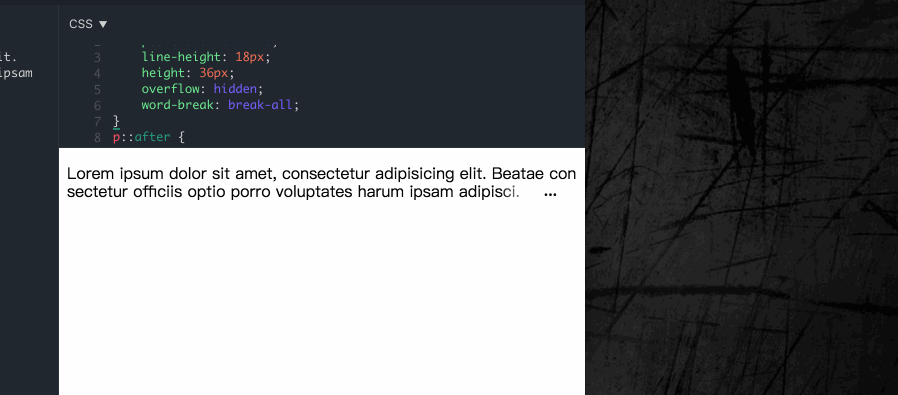 CSS ▼
it.
ipsam
3 line-height: 18px;
4 height: 36px;
5 overflow: hidden;
6 word-break: break-all;
7 }
8 p::after {
Lorem ipsum dolor sit amet, consectetur adipisicing elit. Beatae con
sectetur officiis optio porro voluptates harum ipsam adipisci. ...